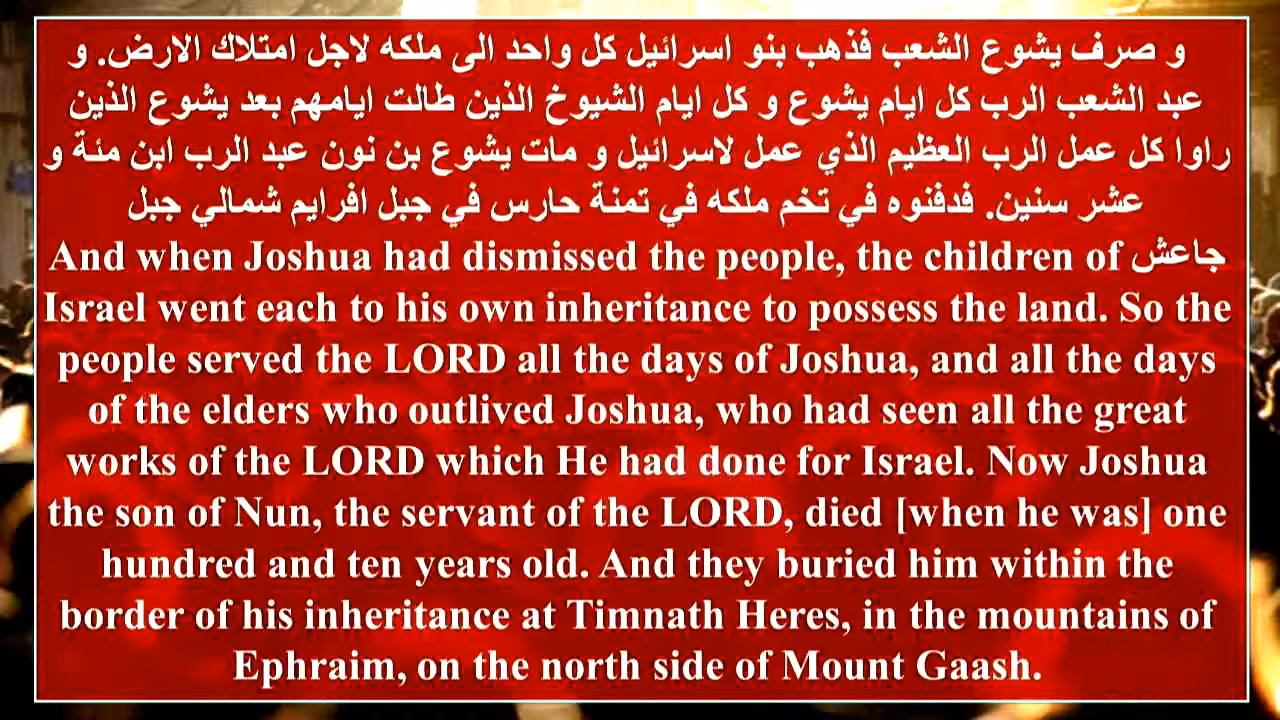 و صرف يشوع الشعب فذهب بنو اسرائيل كل واحد الى ملكه لاجل امتلاك الارض. و
عبد الشعب الرب كل ايام يشوع و كل ايام الشيوخ الذين طالت ايامهم بعد يشوع الذين
راوا كل عمل الرب العظيم الذي عمل لاسرائيل و مات يشوع بن نون عبد الرب ابن مئة و
عشر سنين. فدفنوه في تخم ملكه في تمنة حارس في جبل افرايم شمالي جبل
And when Joshua had dismissed the people, the children of جاعش
Israel went each to his own inheritance to possess the land. So the
people served the LORD all the days of Joshua, and all the days
of the elders who outlived Joshua, who had seen all the great
works of the LORD which He had done for Israel. Now Joshua
the son of Nun, the servant of the LORD, died [when he was] one
hundred and ten years old. And they buried him within the
border of his inheritance at Timnath Heres, in the mountains of
Ephraim, on the north side of Mount Gaash.